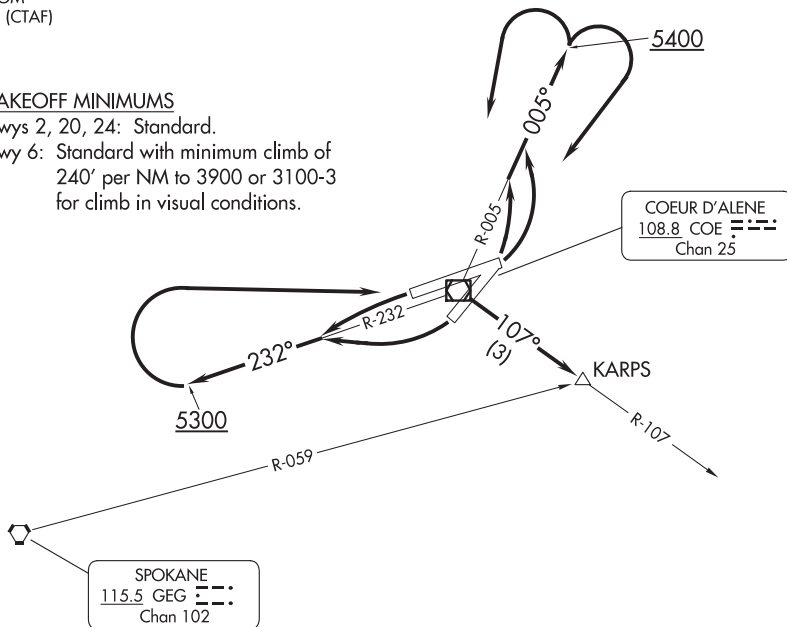 (CTAF)
AKEOFF MINIMUMS
wys 2, 20, 24: Standard.
wy 6: Standard with minimum climb of
240' per NM to 3900 or 3100-3
for climb in visual conditions.
5400
005°
R-005
COEUR D'ALENE
108.8 COE
Chan 25
R-232
232°
5300
107°
(3)
KARPS
R-107
R-059
SPOKANE
115.5 GEG
Chan 102